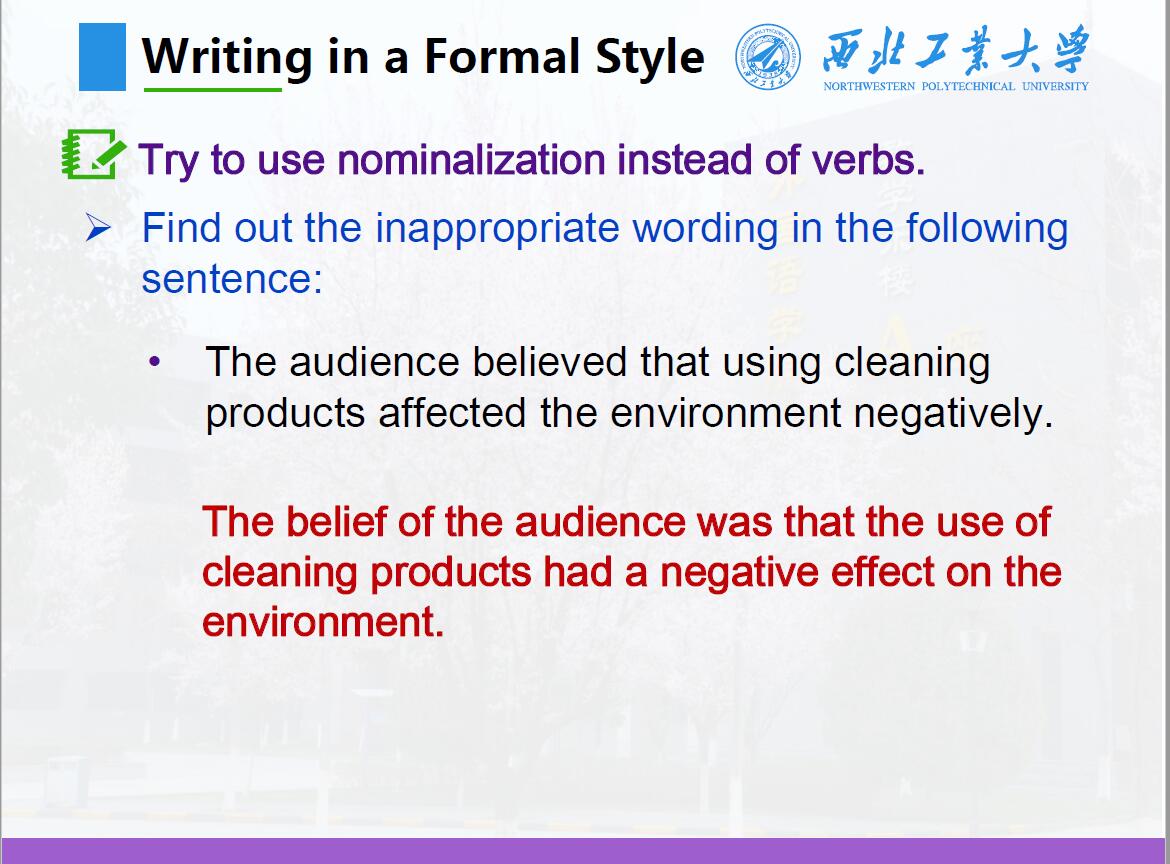 Writing in a Formal Style
西北工业大学
NORTHWESTERN POLYTECHNICAL UNIVERSITY
Try to use nominalization instead of verbs.
➢ Find out the inappropriate wording in the following
sentence:
• The audience believed that using cleaning
products affected the environment negatively.
The belief of the audience was that the use of
cleaning products had a negative effect on the
environment.